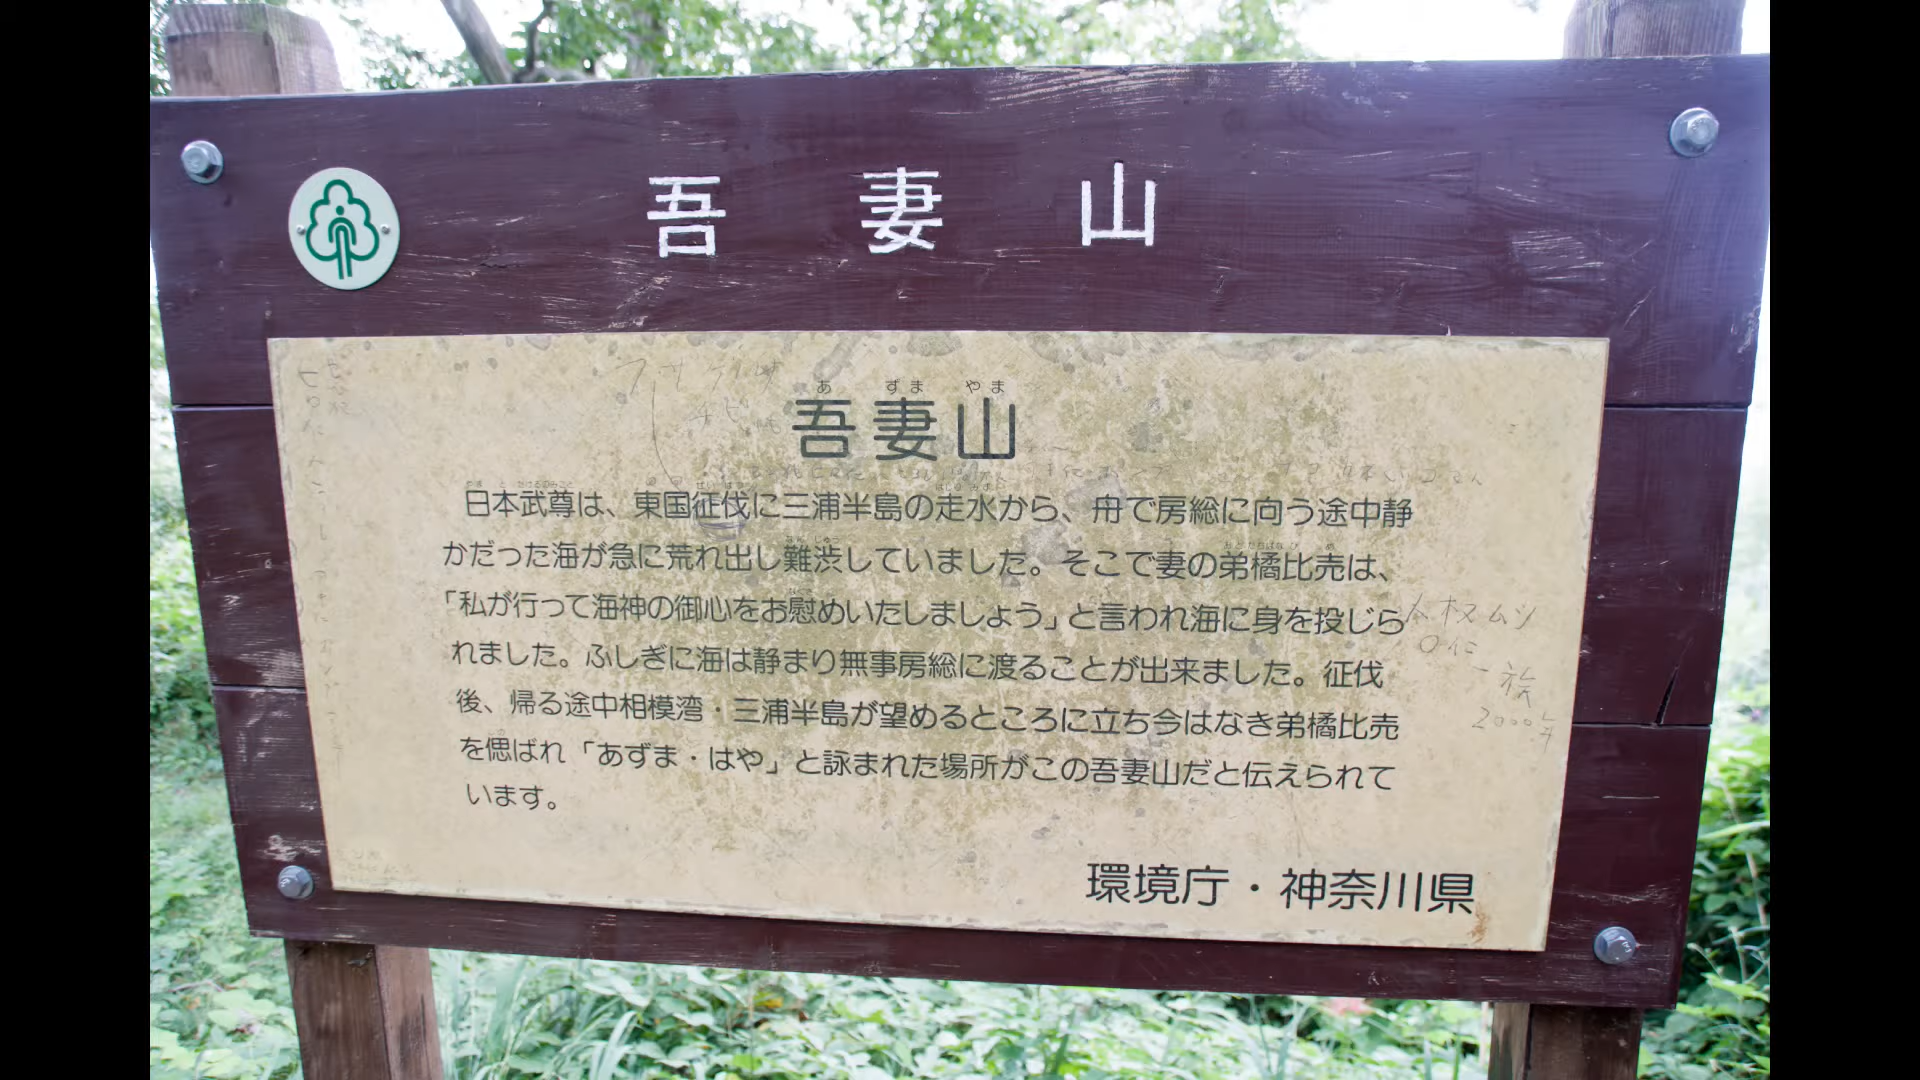 吾妻山
あずまやま
吾妻山
日本武尊は、東国征伐に三浦半島の走水から、舟で房総に向う途中静
かだった海が急に荒れ出し難渋していました。そこで妻の弟橘比売は、
「私が行って海神の御心をお慰めいたしましょう」と言われ海に身を投じら
れました。ふしぎに海は静まり無事房総に渡ることが出来ました。征伐
後、帰る途中相模湾・三浦半島が望めるところに立ち今はなき弟橘比売
を偲ばれ「あずま・はや」と詠まれた場所がこの吾妻山だと伝えられて
います。
環境庁・神奈川県